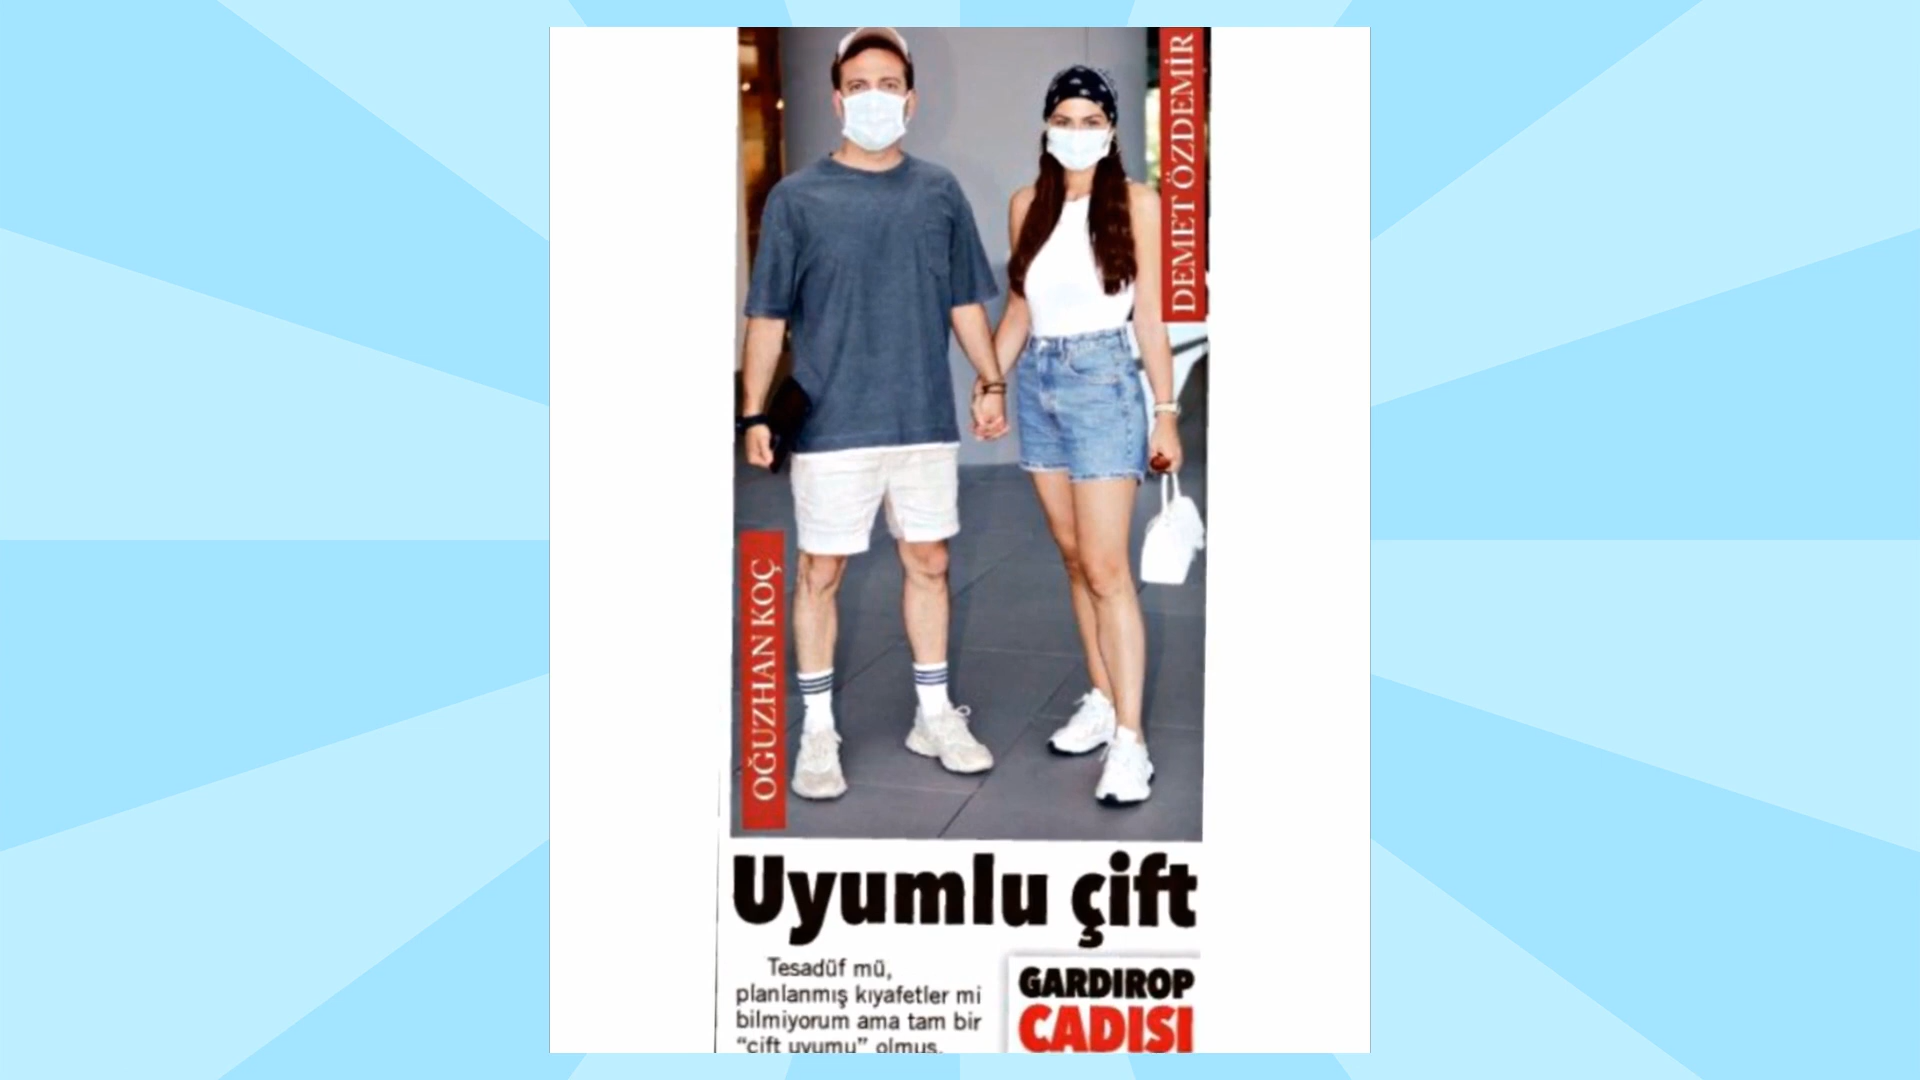 DEMET ÖZDEMİR
OĞUZHAN KOÇ
Uyumlu çift
Tesadüf mü,
planlanmış kıyafetler mi
bilmiyorum ama tam bir
“çift uyumu” olmuş.
GARDIROP
CADISI